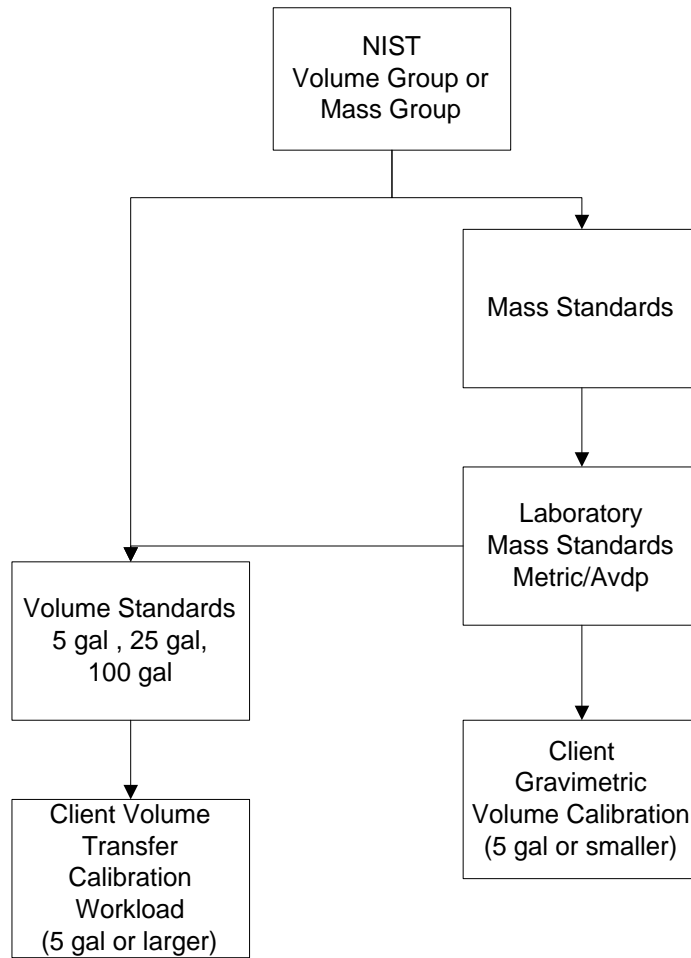 NIST
Volume Group or
Mass Group
Mass Standards
Laboratory
Mass Standards
Metric/Avdp
Volume Standards
5 gal , 25 gal,
100 gal
Client
Gravimetric
Volume Calibration
(5 gal or smaller)
Client Volume
Transfer
Calibration
Workload
(5 gal or larger)